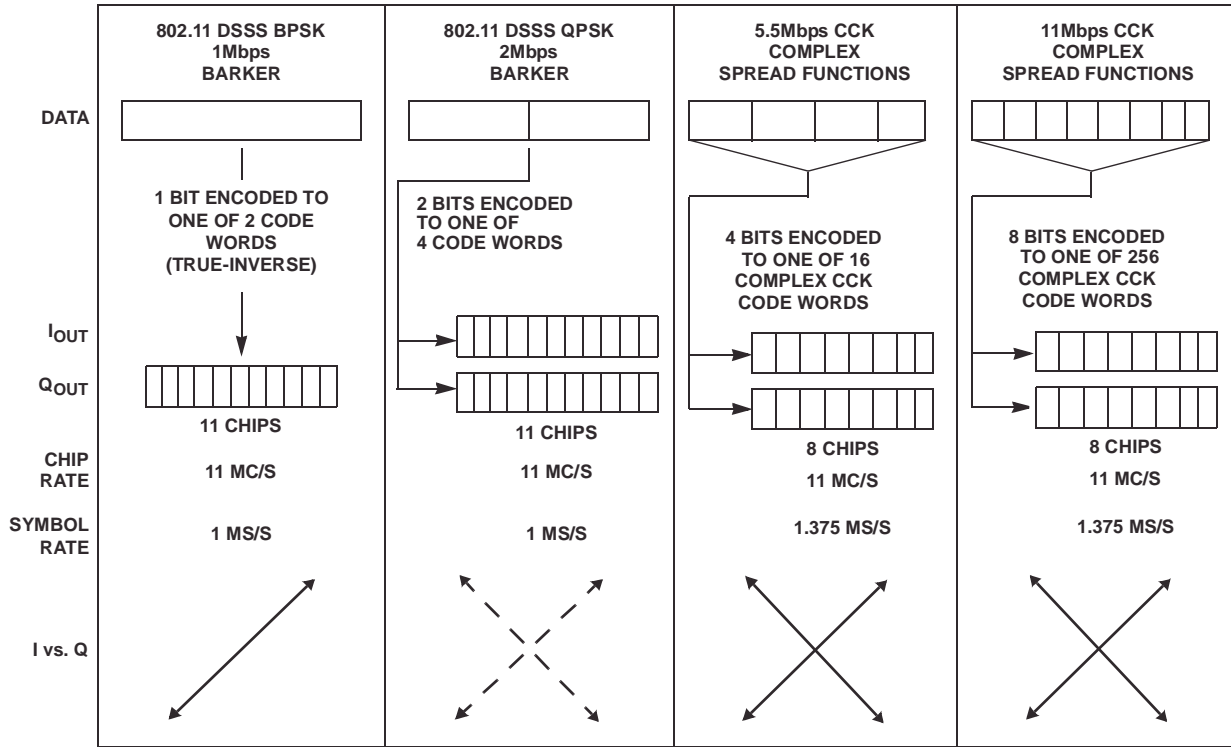 802.11 DSSS BPSK
1Mbps
BARKER
802.11 DSSS QPSK
2Mbps
BARKER
5.5Mbps CCK
COMPLEX
SPREAD FUNCTIONS
11Mbps CCK
COMPLEX
SPREAD FUNCTIONS
DATA
1 BIT ENCODED TO
ONE OF 2 CODE
WORDS
(TRUE-INVERSE)
2 BITS ENCODED
TO ONE OF
4 CODE WORDS
4 BITS ENCODED
TO ONE OF 16
COMPLEX CCK
CODE WORDS
8 BITS ENCODED
TO ONE OF 256
COMPLEX CCK
CODE WORDS
IOUT
QOUT
11 CHIPS
11 CHIPS
8 CHIPS
8 CHIPS
CHIP
RATE
11 MC/S
11 MC/S
11 MC/S
11 MC/S
SYMBOL
RATE
1 MS/S
1 MS/S
1.375 MS/S
1.375 MS/S
I vs. Q